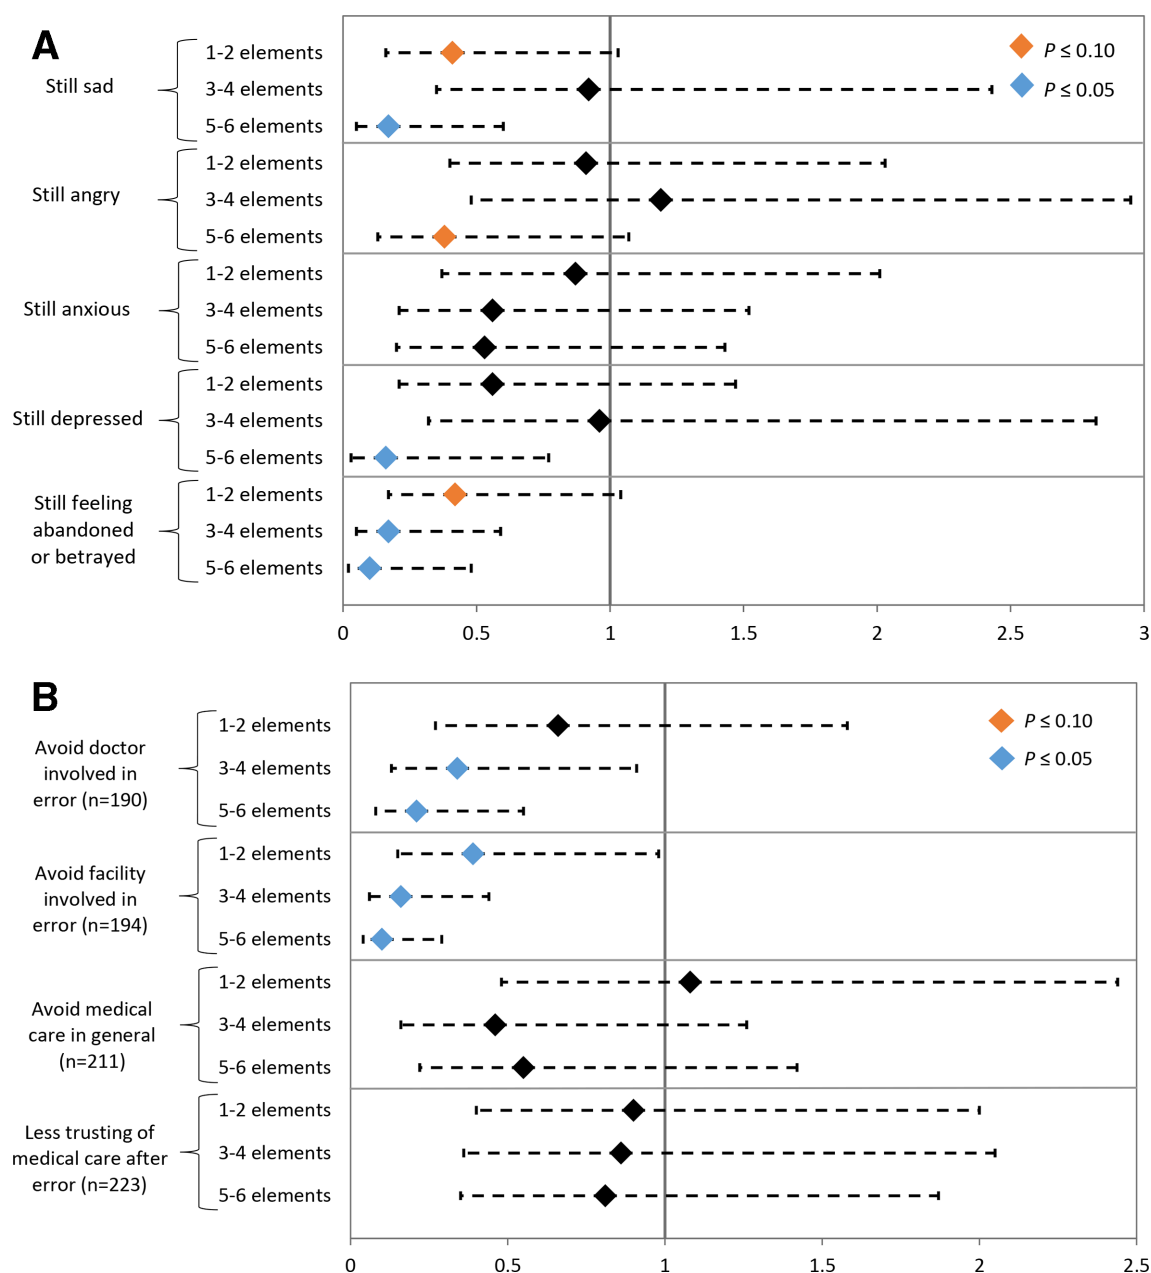 A
Still sad
1-2 elements
3-4 elements
5-6 elements
P ≤ 0.10
P ≤ 0.05
Still angry
1-2 elements
3-4 elements
5-6 elements
Still anxious
1-2 elements
3-4 elements
5-6 elements
Still depressed
1-2 elements
3-4 elements
5-6 elements
Still feeling
abandoned
or betrayed
1-2 elements
3-4 elements
5-6 elements
0 0.5 1 1.5 2 2.5 3
B
Avoid doctor
involved in
error (n=190)
1-2 elements
3-4 elements
5-6 elements
P ≤ 0.10
P ≤ 0.05
Avoid facility
involved in
error (n=194)
1-2 elements
3-4 elements
5-6 elements
Avoid medical
care in general
(n=211)
1-2 elements
3-4 elements
5-6 elements
Less trusting of
medical care after
error (n=223)
1-2 elements
3-4 elements
5-6 elements
0 0.5 1 1.5 2 2.5